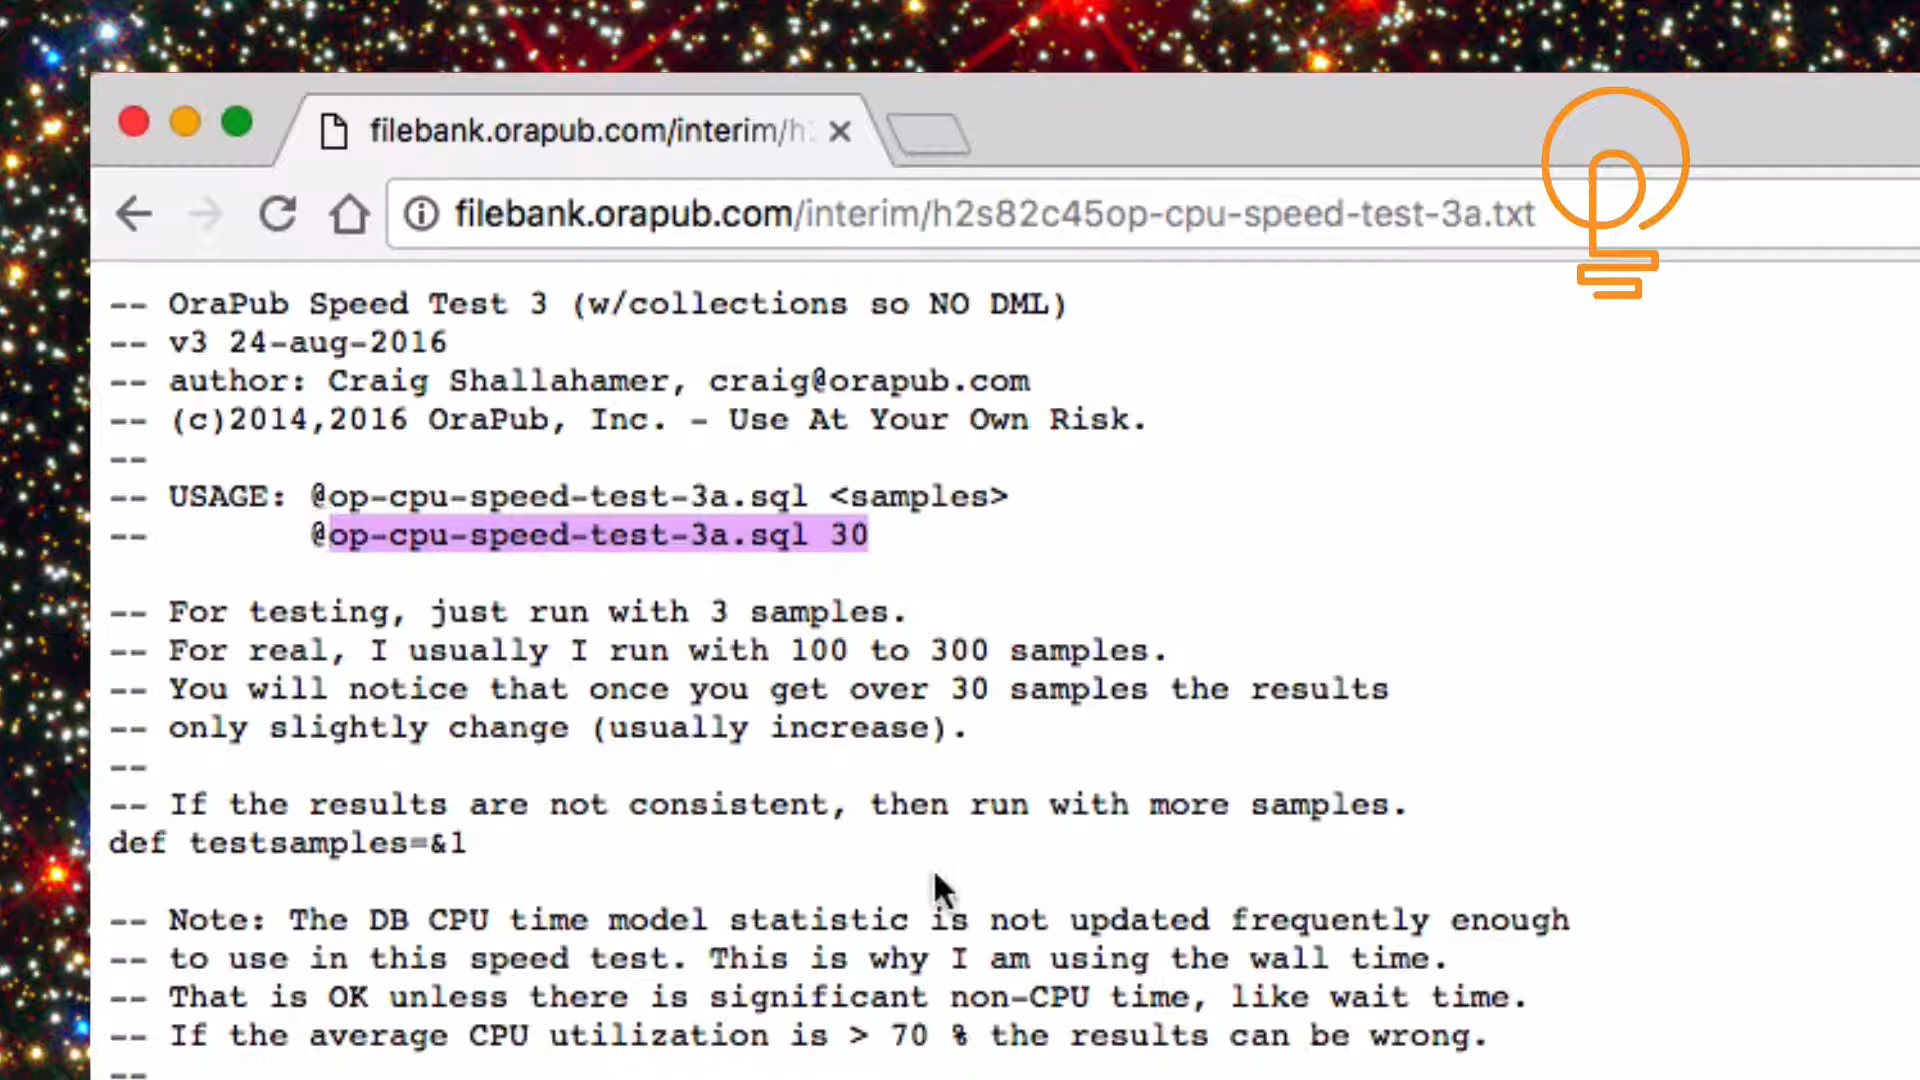 filebank.orapub.com/interim/h
filebank.orapub.com/interim/h2s82c45op-cpu-speed-test-3a.txt
-- OraPub Speed Test 3 (w/collections so NO DML)
-- v3 24-aug-2016
-- author: Craig Shallahamer, craig@orapub.com
-- (c)2014,2016 OraPub, Inc. - Use At Your Own Risk.
--
-- USAGE: @op-cpu-speed-test-3a.sql <samples>
-- @op-cpu-speed-test-3a.sql 30
-- For testing, just run with 3 samples.
-- For real, I usually I run with 100 to 300 samples.
-- You will notice that once you get over 30 samples the results
-- only slightly change (usually increase).
--
-- If the results are not consistent, then run with more samples.
def testsamples=&1
-- Note: The DB CPU time model statistic is not updated frequently enough
-- to use in this speed test. This is why I am using the wall time.
-- That is OK unless there is significant non-CPU time, like wait time.
-- If the average CPU utilization is > 70 % the results can be wrong.
--